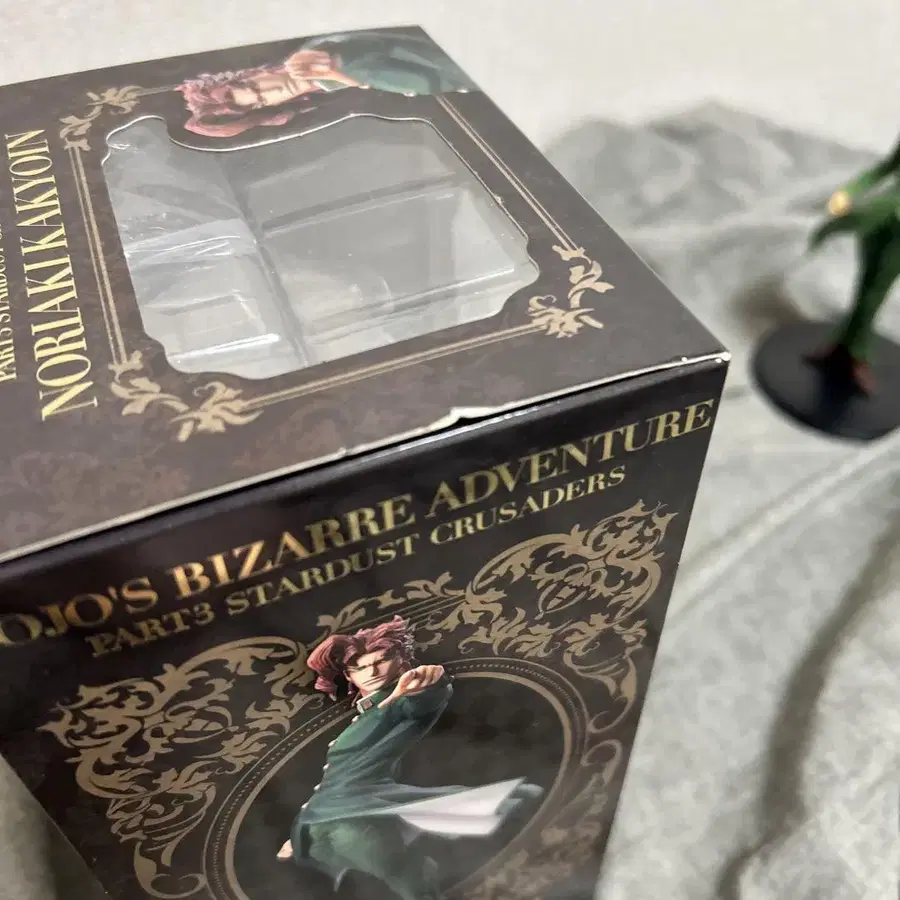 NORIAKI KAKYOIN
OJO'S BIZARRE ADVENTURE
PART3 STARDUST CRUSADERS